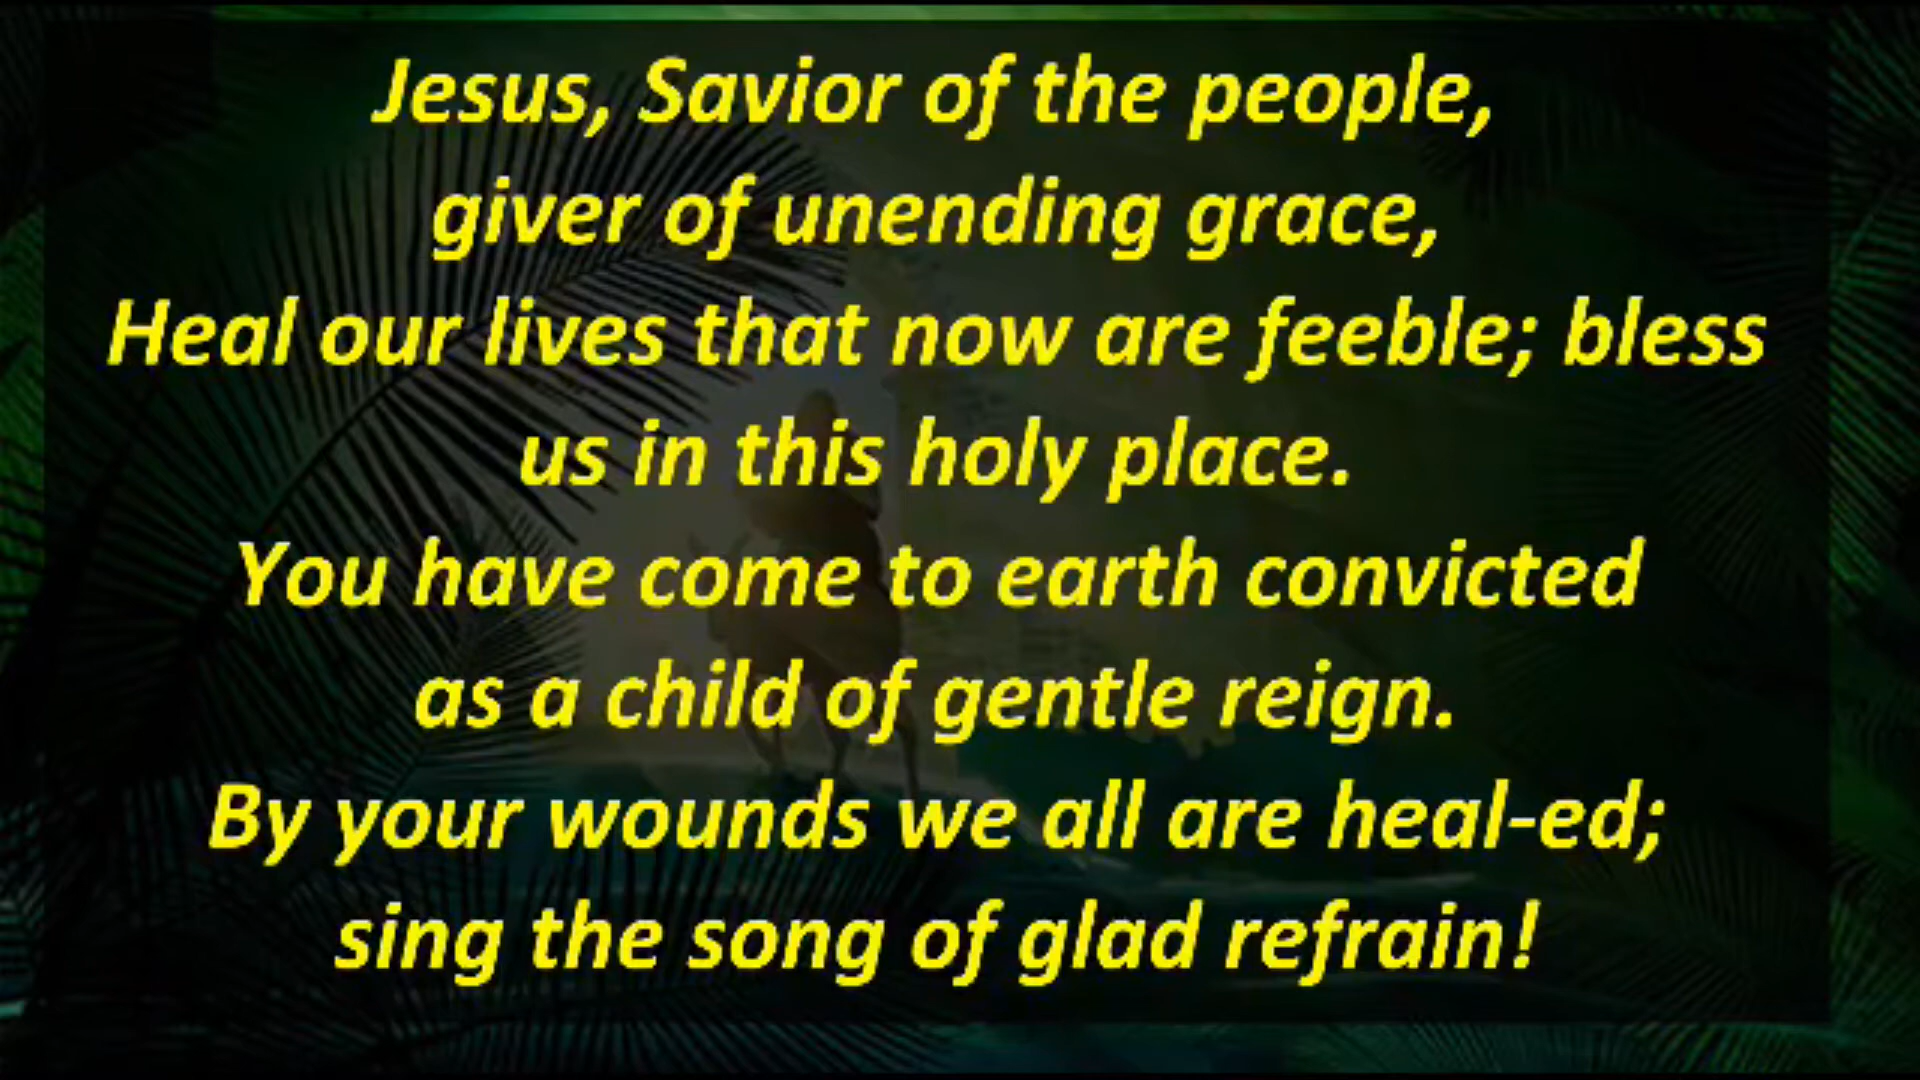 Jesus, Savior of the people,
giver of unending grace,
Heal our lives that now are feeble; bless
us in this holy place.
You have come to earth convicted
as a child of gentle reign.
By your wounds we all are heal-ed;
sing the song of glad refrain!